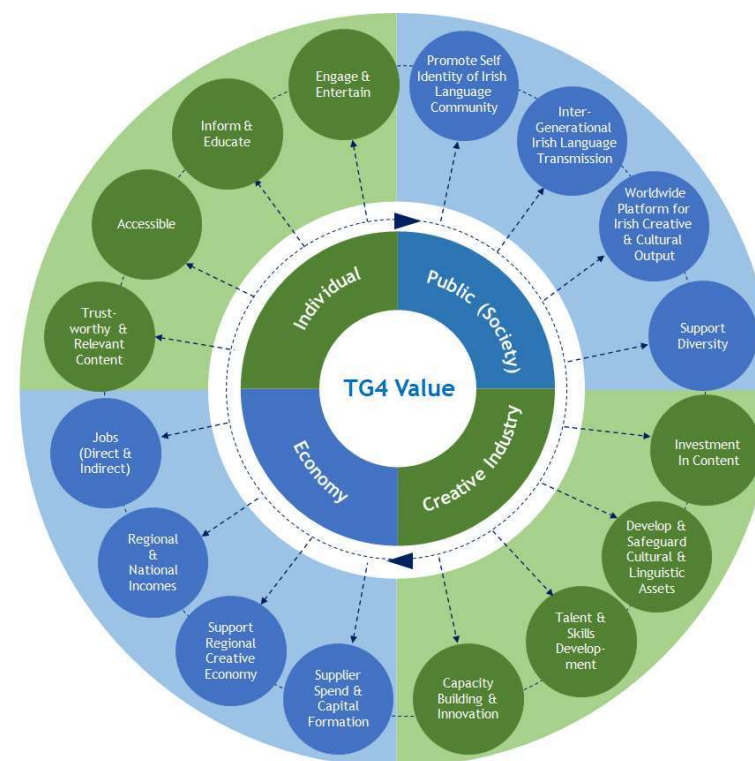 Engage &
Entertain
Inform &
Educate
Accessible
Trust-
worthy &
Relevant
Content
Promote Self
Identity of Irish
Language
Community
Inter-
Generational
Irish Language
Transmission
Worldwide
Platform for
Irish Creative
& Cultural
Output
Support
Diversity
Individual
Public (Society)
TG4 Value
Economy
Creative Industry
Jobs
(Direct &
Indirect)
Regional
&
National
Incomes
Support
Regional
Creative
Economy
Supplier
Spend &
Capital
Formation
Investment
In Content
Develop &
Safeguard
Cultural &
Linguistic
Assets
Talent &
Skills
Develop-
ment
Capacity
Building &
Innovation